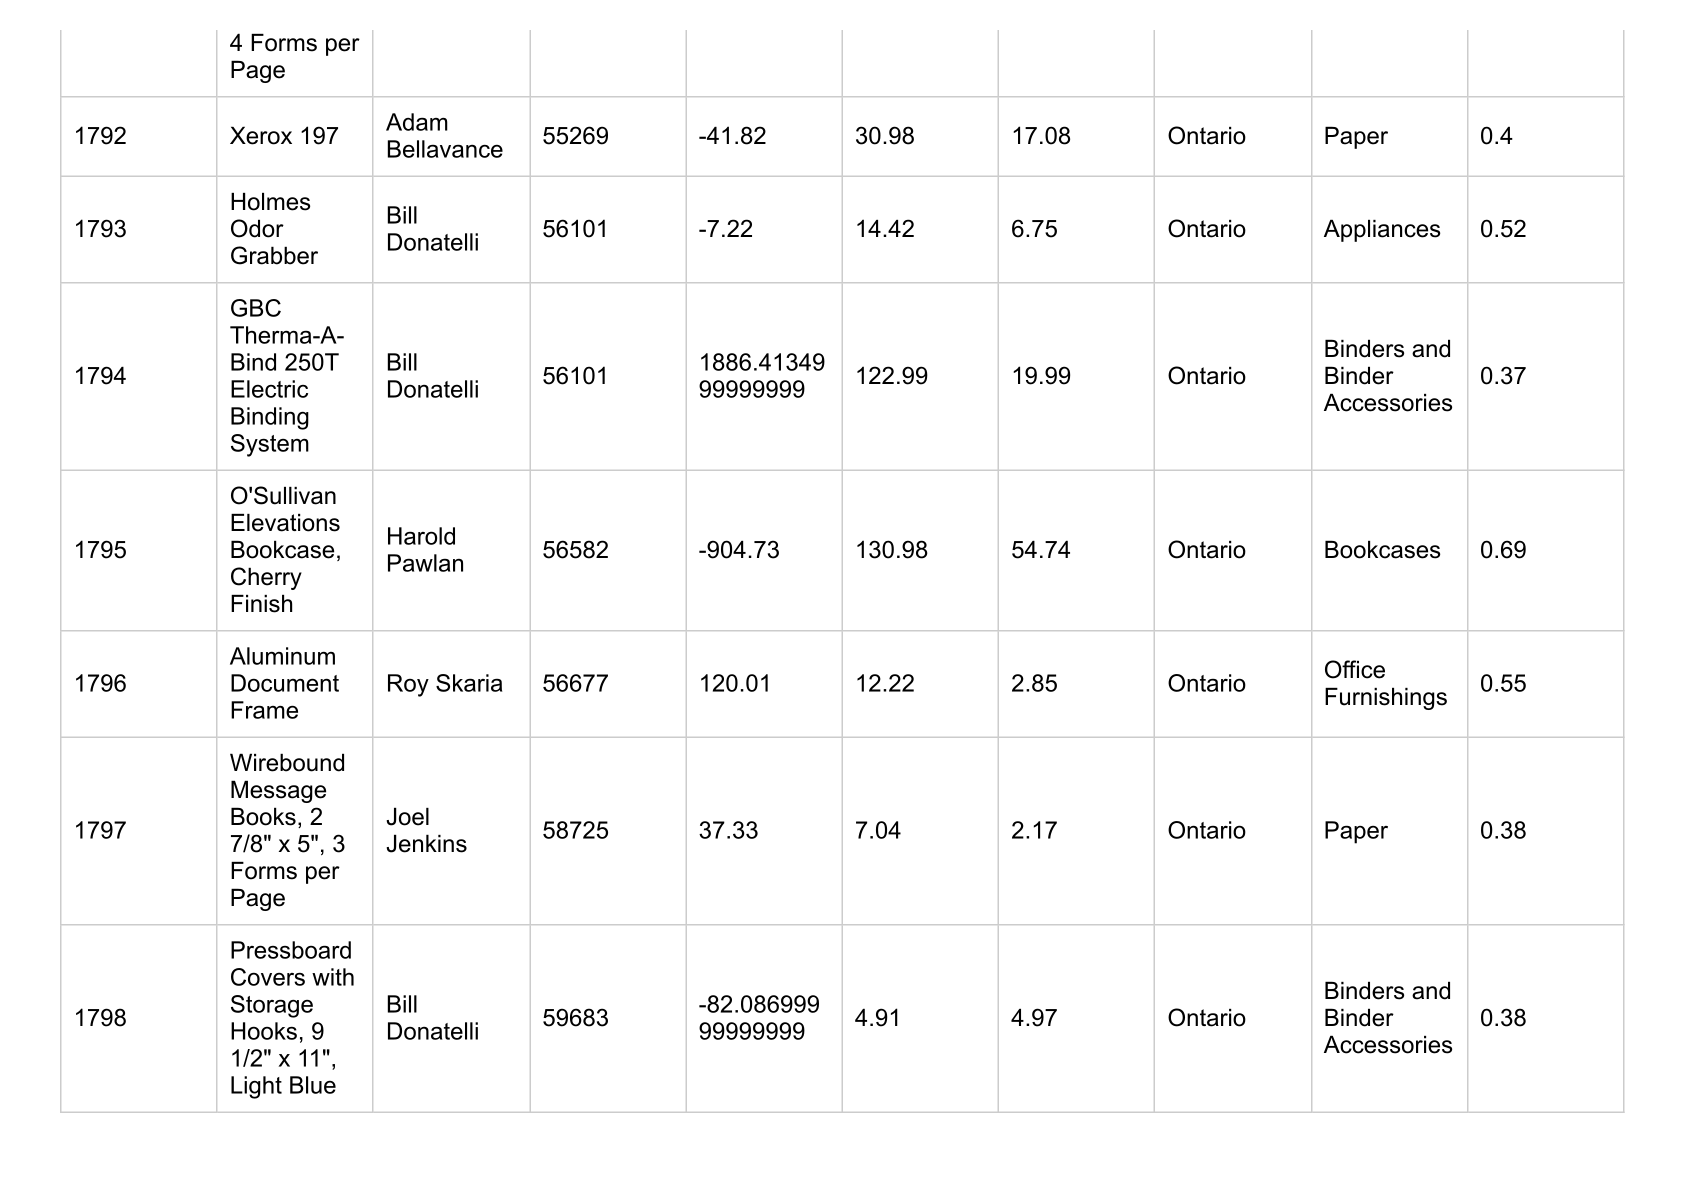 4 Forms per
Page
1792
Xerox 197
Adam
Bellavance
55269
-41.82
30.98
17.08
Ontario
Paper
0.4
1793
Holmes
Odor
Grabber
Bill
Donatelli
56101
-7.22
14.42
6.75
Ontario
Appliances
0.52
1794
GBC
Therma-A-
Bind 250T
Electric
Binding
System
Bill
Donatelli
56101
1886.41349
99999999
122.99
19.99
Ontario
Binders and
Binder
Accessories
0.37
1795
O'Sullivan
Elevations
Bookcase,
Cherry
Finish
Harold
Pawlan
56582
-904.73
130.98
54.74
Ontario
Bookcases
0.69
1796
Aluminum
Document
Frame
Roy Skaria
56677
120.01
12.22
2.85
Ontario
Office
Furnishings
0.55
1797
Wirebound
Message
Books, 2
7/8" x 5", 3
Forms per
Page
Joel
Jenkins
58725
37.33
7.04
2.17
Ontario
Paper
0.38
1798
Pressboard
Covers with
Storage
Hooks, 9
1/2" x 11",
Light Blue
Bill
Donatelli
59683
-82.086999
99999999
4.91
4.97
Ontario
Binders and
Binder
Accessories
0.38